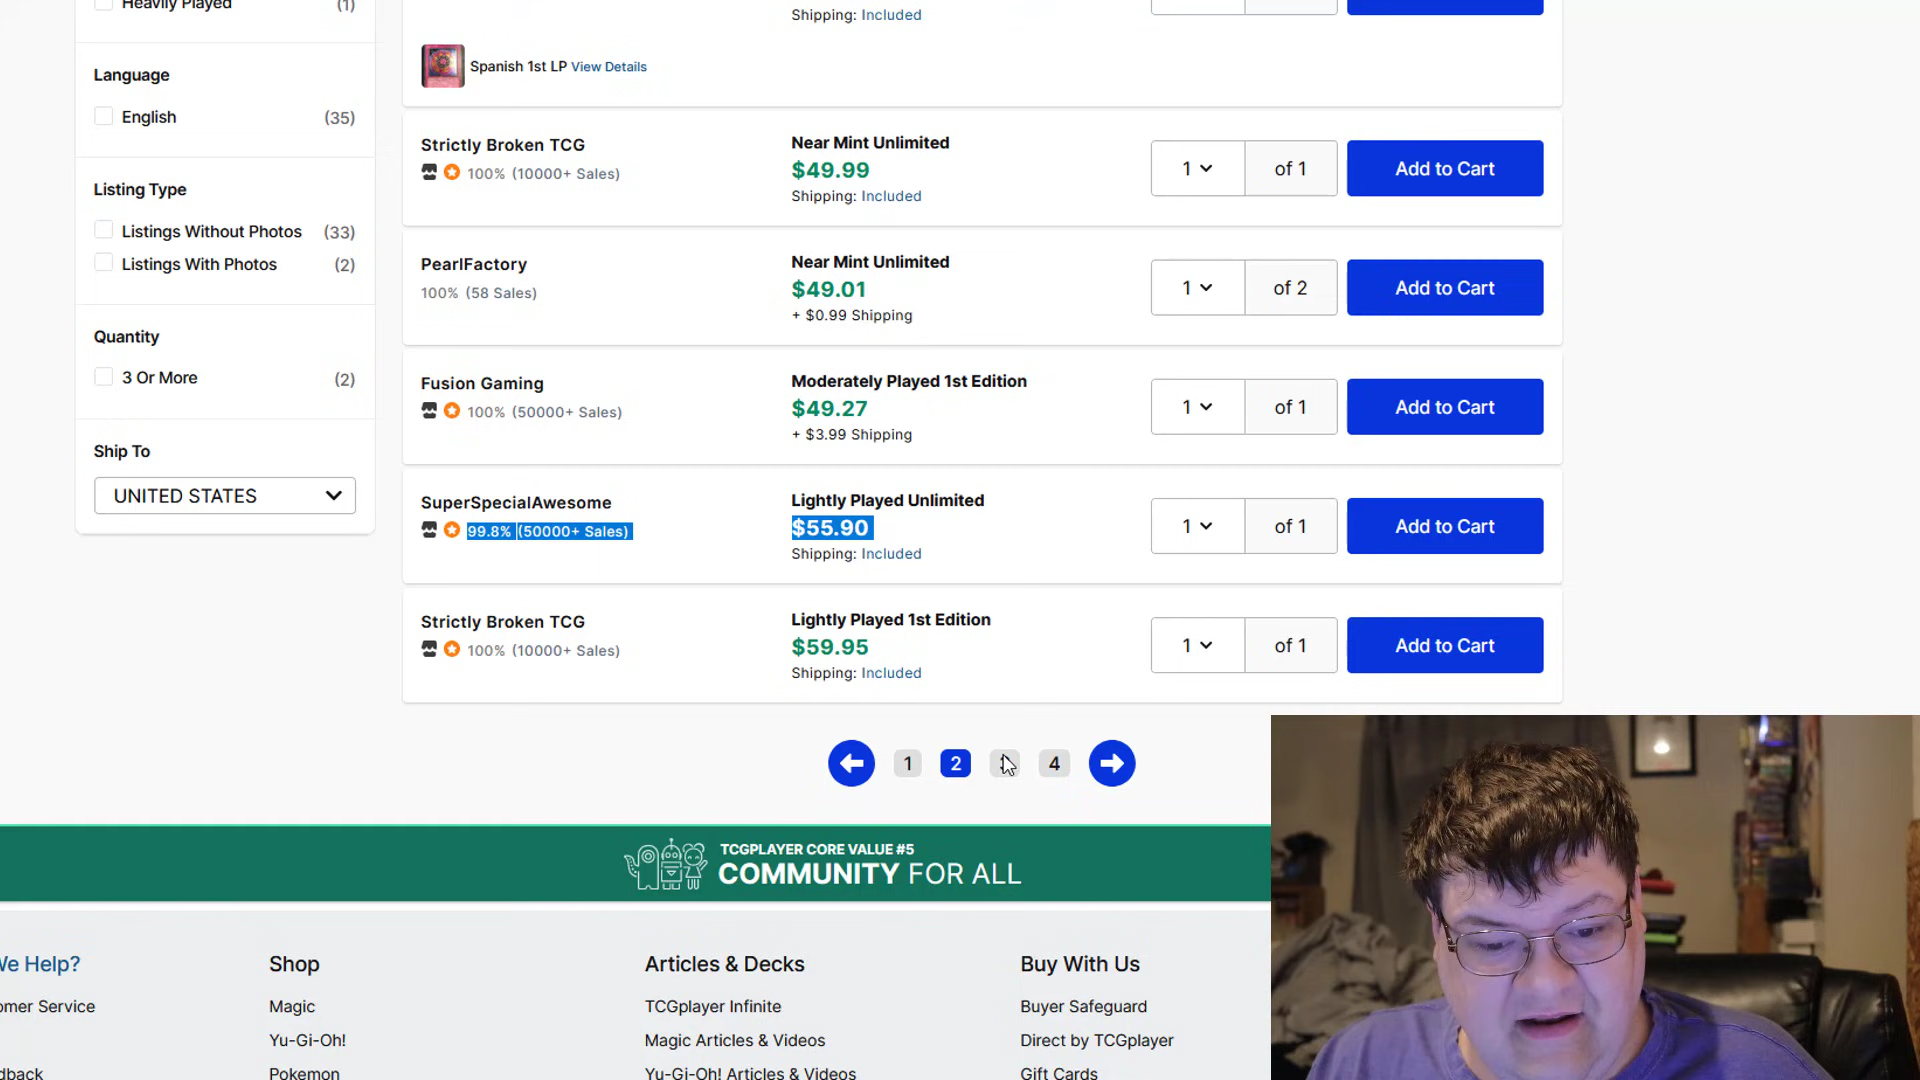 Heavily Played (1)
Shipping: Included
Spanish 1st LP View Details
Language
English (35)
Listing Type
Listings Without Photos (33)
Listings With Photos (2)
Quantity
3 Or More (2)
Ship To
UNITED STATES
Strictly Broken TCG
100% (10000+ Sales)
Near Mint Unlimited
$49.99
Shipping: Included
1 of 1
Add to Cart
PearlFactory
100% (58 Sales)
Near Mint Unlimited
$49.01
+ $0.99 Shipping
1 of 2
Add to Cart
Fusion Gaming
100% (50000+ Sales)
Moderately Played 1st Edition
$49.27
+ $3.99 Shipping
1 of 1
Add to Cart
SuperSpecialAwesome
99.8% (50000+ Sales)
Lightly Played Unlimited
$55.90
Shipping: Included
1 of 1
Add to Cart
Strictly Broken TCG
100% (10000+ Sales)
Lightly Played 1st Edition
$59.95
Shipping: Included
1 of 1
Add to Cart
1 2 4
TCGPLAYER CORE VALUE #5
COMMUNITY FOR ALL
We Help?
Shop
Magic
Yu-Gi-Oh!
Pokemon
Articles & Decks
TCGplayer Infinite
Magic Articles & Videos
Yu-Gi-Oh! Articles & Videos
Buy With Us
Buyer Safeguard
Direct by TCGplayer
Gift Cards